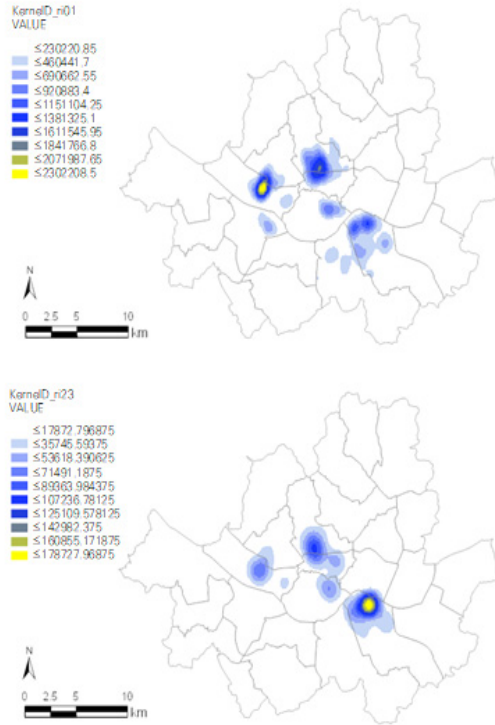 KernelD_ri01
VALUE
≤230220.85
≤460441.7
≤690662.55
≤920883.4
≤1151104.25
≤1381325.1
≤1611545.95
≤1841766.8
≤2071987.65
≤2302208.5
N
0 2.5 5 10
km
KernelD_ri23
VALUE
≤17872.796875
≤35745.59375
≤53618.390625
≤71491.1875
≤89363.984375
≤107236.78125
≤125109.578125
≤142982.375
≤160855.171875
≤178727.96875
N
0 2.5 5 10
km